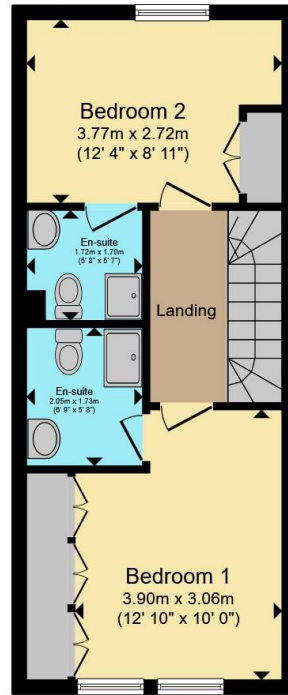 Bedroom 2
3.77m x 2.72m
(12' 4" x 8' 11")
En-suite
1.72m x 1.70m
(5' 8" x 5' 7")
Landing
En-suite
2.05m x 1.73m
(6' 9" x 5' 8")
Bedroom 1
3.90m x 3.06m
(12' 10" x 10' 0")